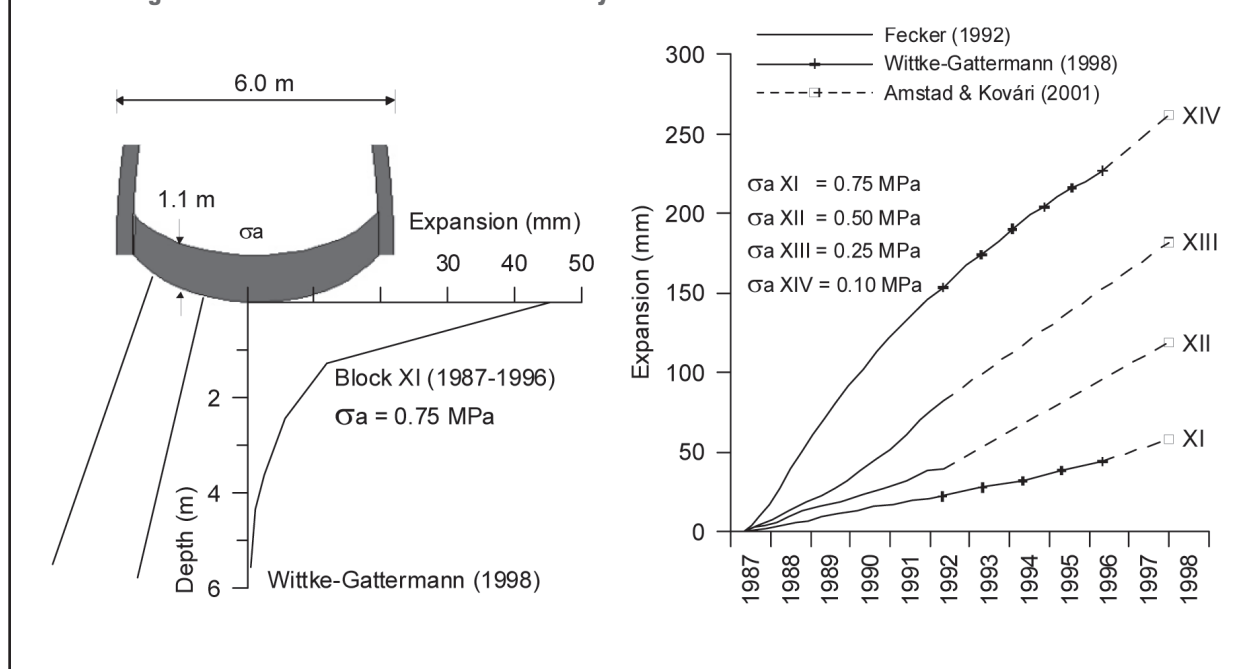 6.0 m
1.1 m
σa
Expansion (mm)
30 40 50
Block XI (1987-1996)
σa = 0.75 MPa
2
4
6
Depth (m)
Wittke-Gattermann (1998)
Fecker (1992)
Wittke-Gattermann (1998)
Amstad & Kovári (2001)
300
250
200
150
100
50
0
Expansion (mm)
σa XI = 0.75 MPa
σa XII = 0.50 MPa
σa XIII = 0.25 MPa
σa XIV = 0.10 MPa
XIV
XIII
XII
XI
1987 1988 1989 1990 1991 1992 1993 1994 1995 1996 1997 1998